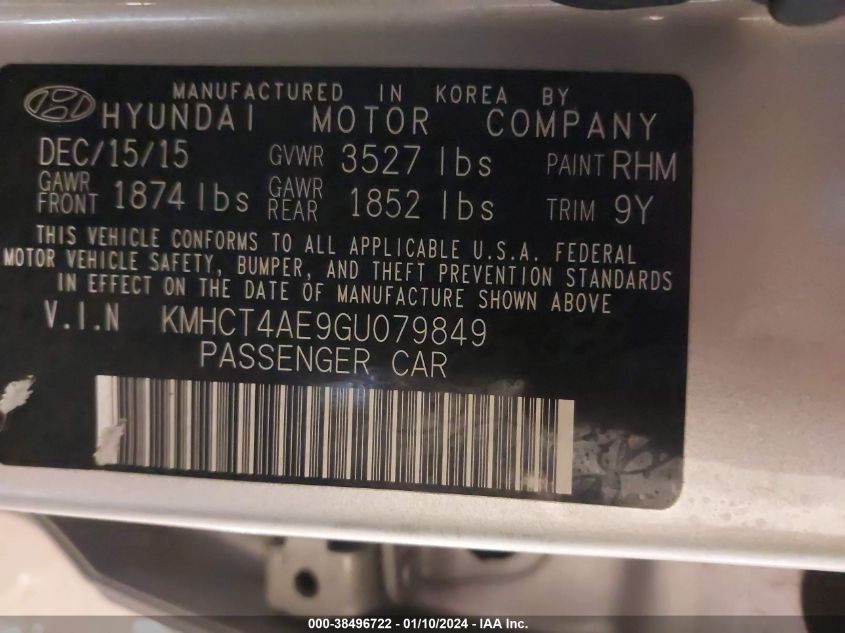 MANUFACTURED IN KOREA BY
HYUNDAI MOTOR COMPANY
DEC/15/15 GVWR 3527 lbs PAINT RHM
GAWR FRONT 1874 lbs GAWR REAR 1852 lbs TRIM 9Y
THIS VEHICLE CONFORMS TO ALL APPLICABLE U.S.A. FEDERAL
MOTOR VEHICLE SAFETY, BUMPER, AND THEFT PREVENTION STANDARDS
IN EFFECT ON THE DATE OF MANUFACTURE SHOWN ABOVE
V.I.N KMHCT4AE9GU079849
PASSENGER CAR
000-38496722 - 01/10/2024 - IAA Inc.